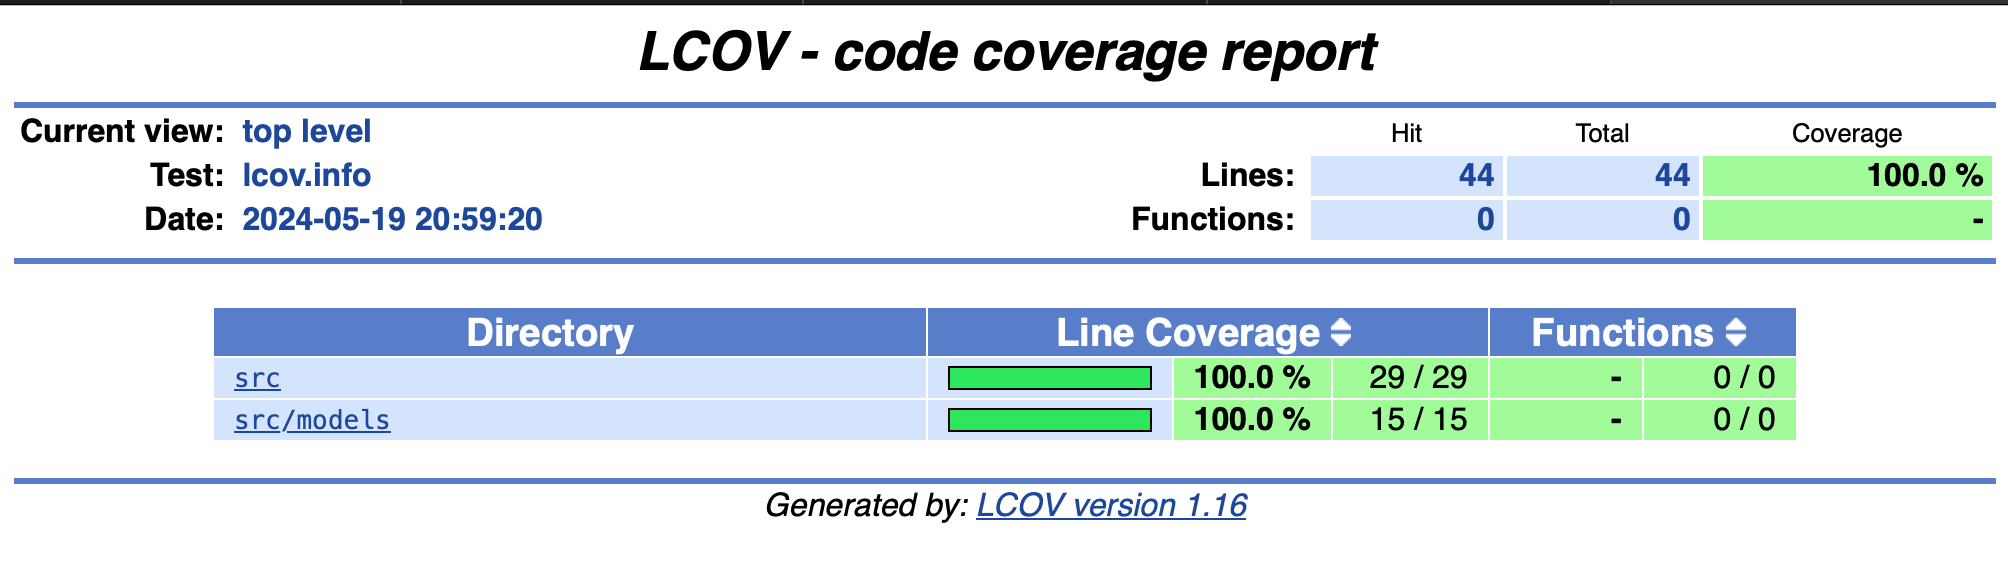 LCOV - code coverage report
Current view: top level
Hit Total Coverage
Test: lcov.info Lines: 44 44 100.0 %
Date: 2024-05-19 20:59:20 Functions: 0 0 -
Directory Line Coverage Functions
src 100.0 % 29 / 29 - 0 / 0
src/models 100.0 % 15 / 15 - 0 / 0
Generated by: LCOV version 1.16